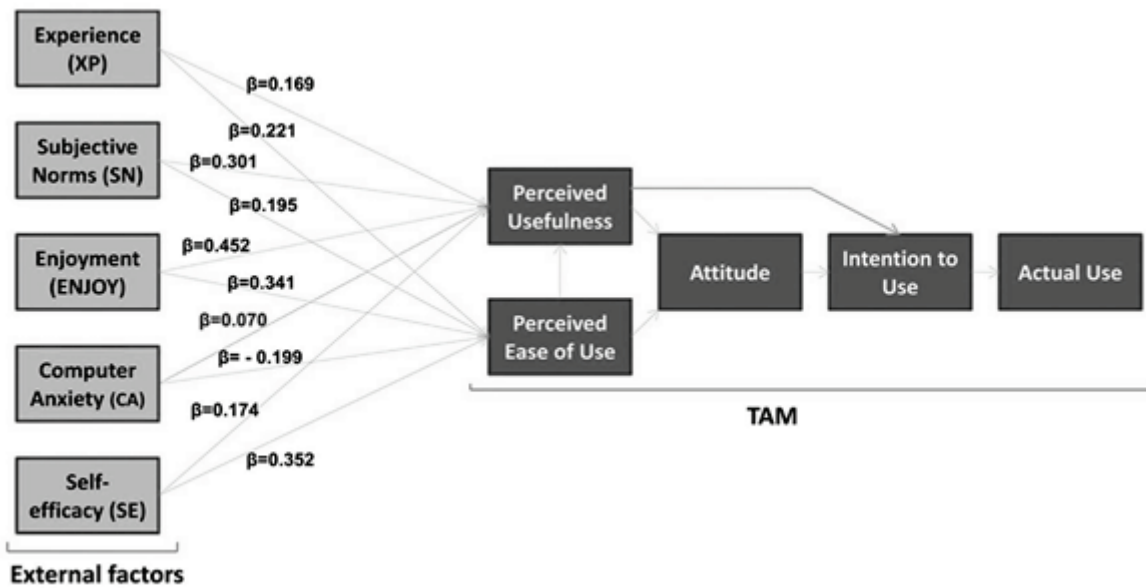 Experience
(XP)
β=0.169
β=0.221
Subjective
Norms (SN)
β=0.301
β=0.195
Enjoyment
(ENJOY)
β=0.452
β=0.341
β=0.070
Computer
Anxiety (CA)
β= - 0.199
β=0.174
Self-
efficacy (SE)
β=0.352
External factors
Perceived
Usefulness
Perceived
Ease of Use
Attitude
Intention to
Use
Actual Use
TAM